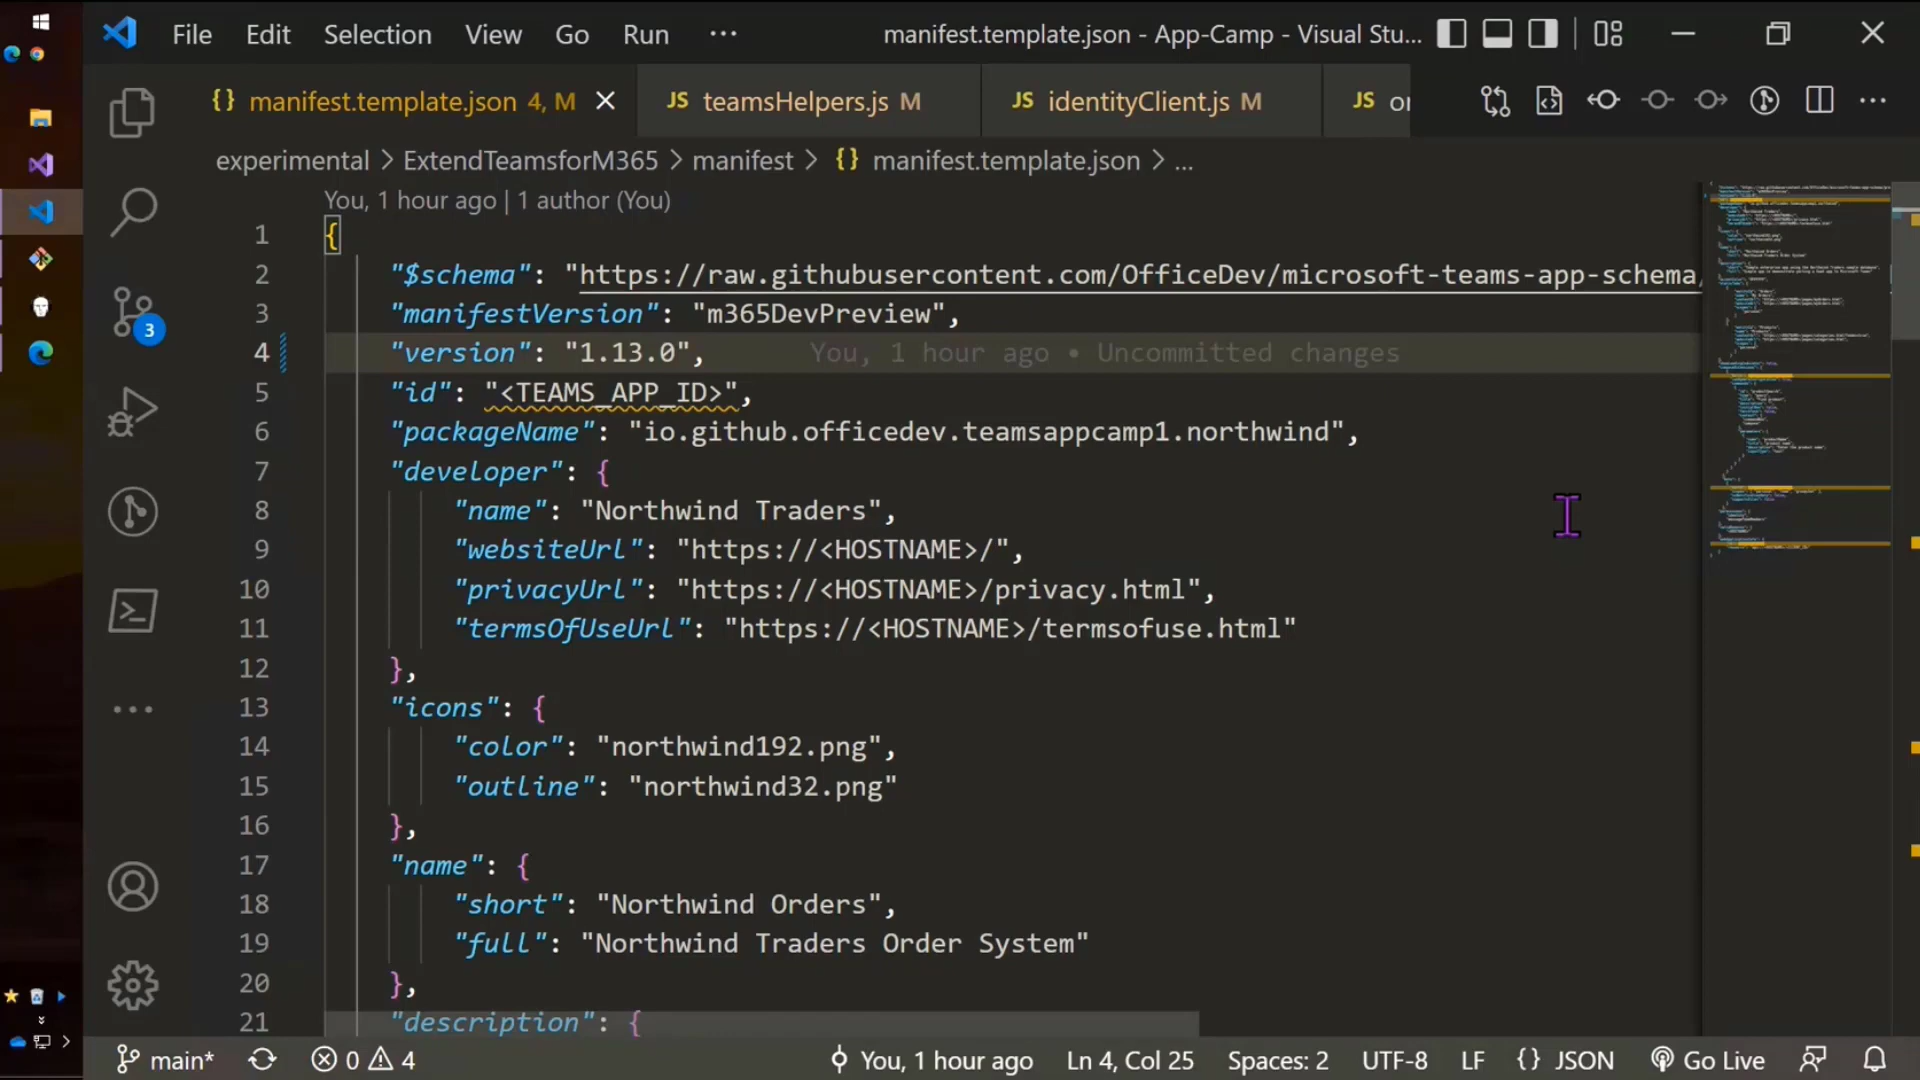 File Edit Selection View Go Run ··· manifest.template.json - App-Camp - Visual Stu...
{} manifest.template.json 4, M
JS teamsHelpers.js M
JS identityClient.js M
JS
experimental > ExtendTeamsforM365 > manifest > {} manifest.template.json > ...
You, 1 hour ago | 1 author (You)
1 {
2 "$schema": "https://raw.githubusercontent.com/OfficeDev/microsoft-teams-app-schema/
3 "manifestVersion": "m365DevPreview",
4 "version": "1.13.0", You, 1 hour ago • Uncommitted changes
5 "id": "<TEAMS_APP_ID>",
6 "packageName": "io.github.officedev.teamsappcamp1.northwind",
7 "developer": {
8 "name": "Northwind Traders",
9 "websiteUrl": "https://<HOSTNAME>/",
10 "privacyUrl": "https://<HOSTNAME>/privacy.html",
11 "termsOfUseUrl": "https://<HOSTNAME>/termsofuse.html"
12 },
13 "icons": {
14 "color": "northwind192.png",
15 "outline": "northwind32.png"
16 },
17 "name": {
18 "short": "Northwind Orders",
19 "full": "Northwind Traders Order System"
20 },
21 "description": {
3
main* 0 4 You, 1 hour ago Ln 4, Col 25 Spaces: 2 UTF-8 LF {} JSON Go Live